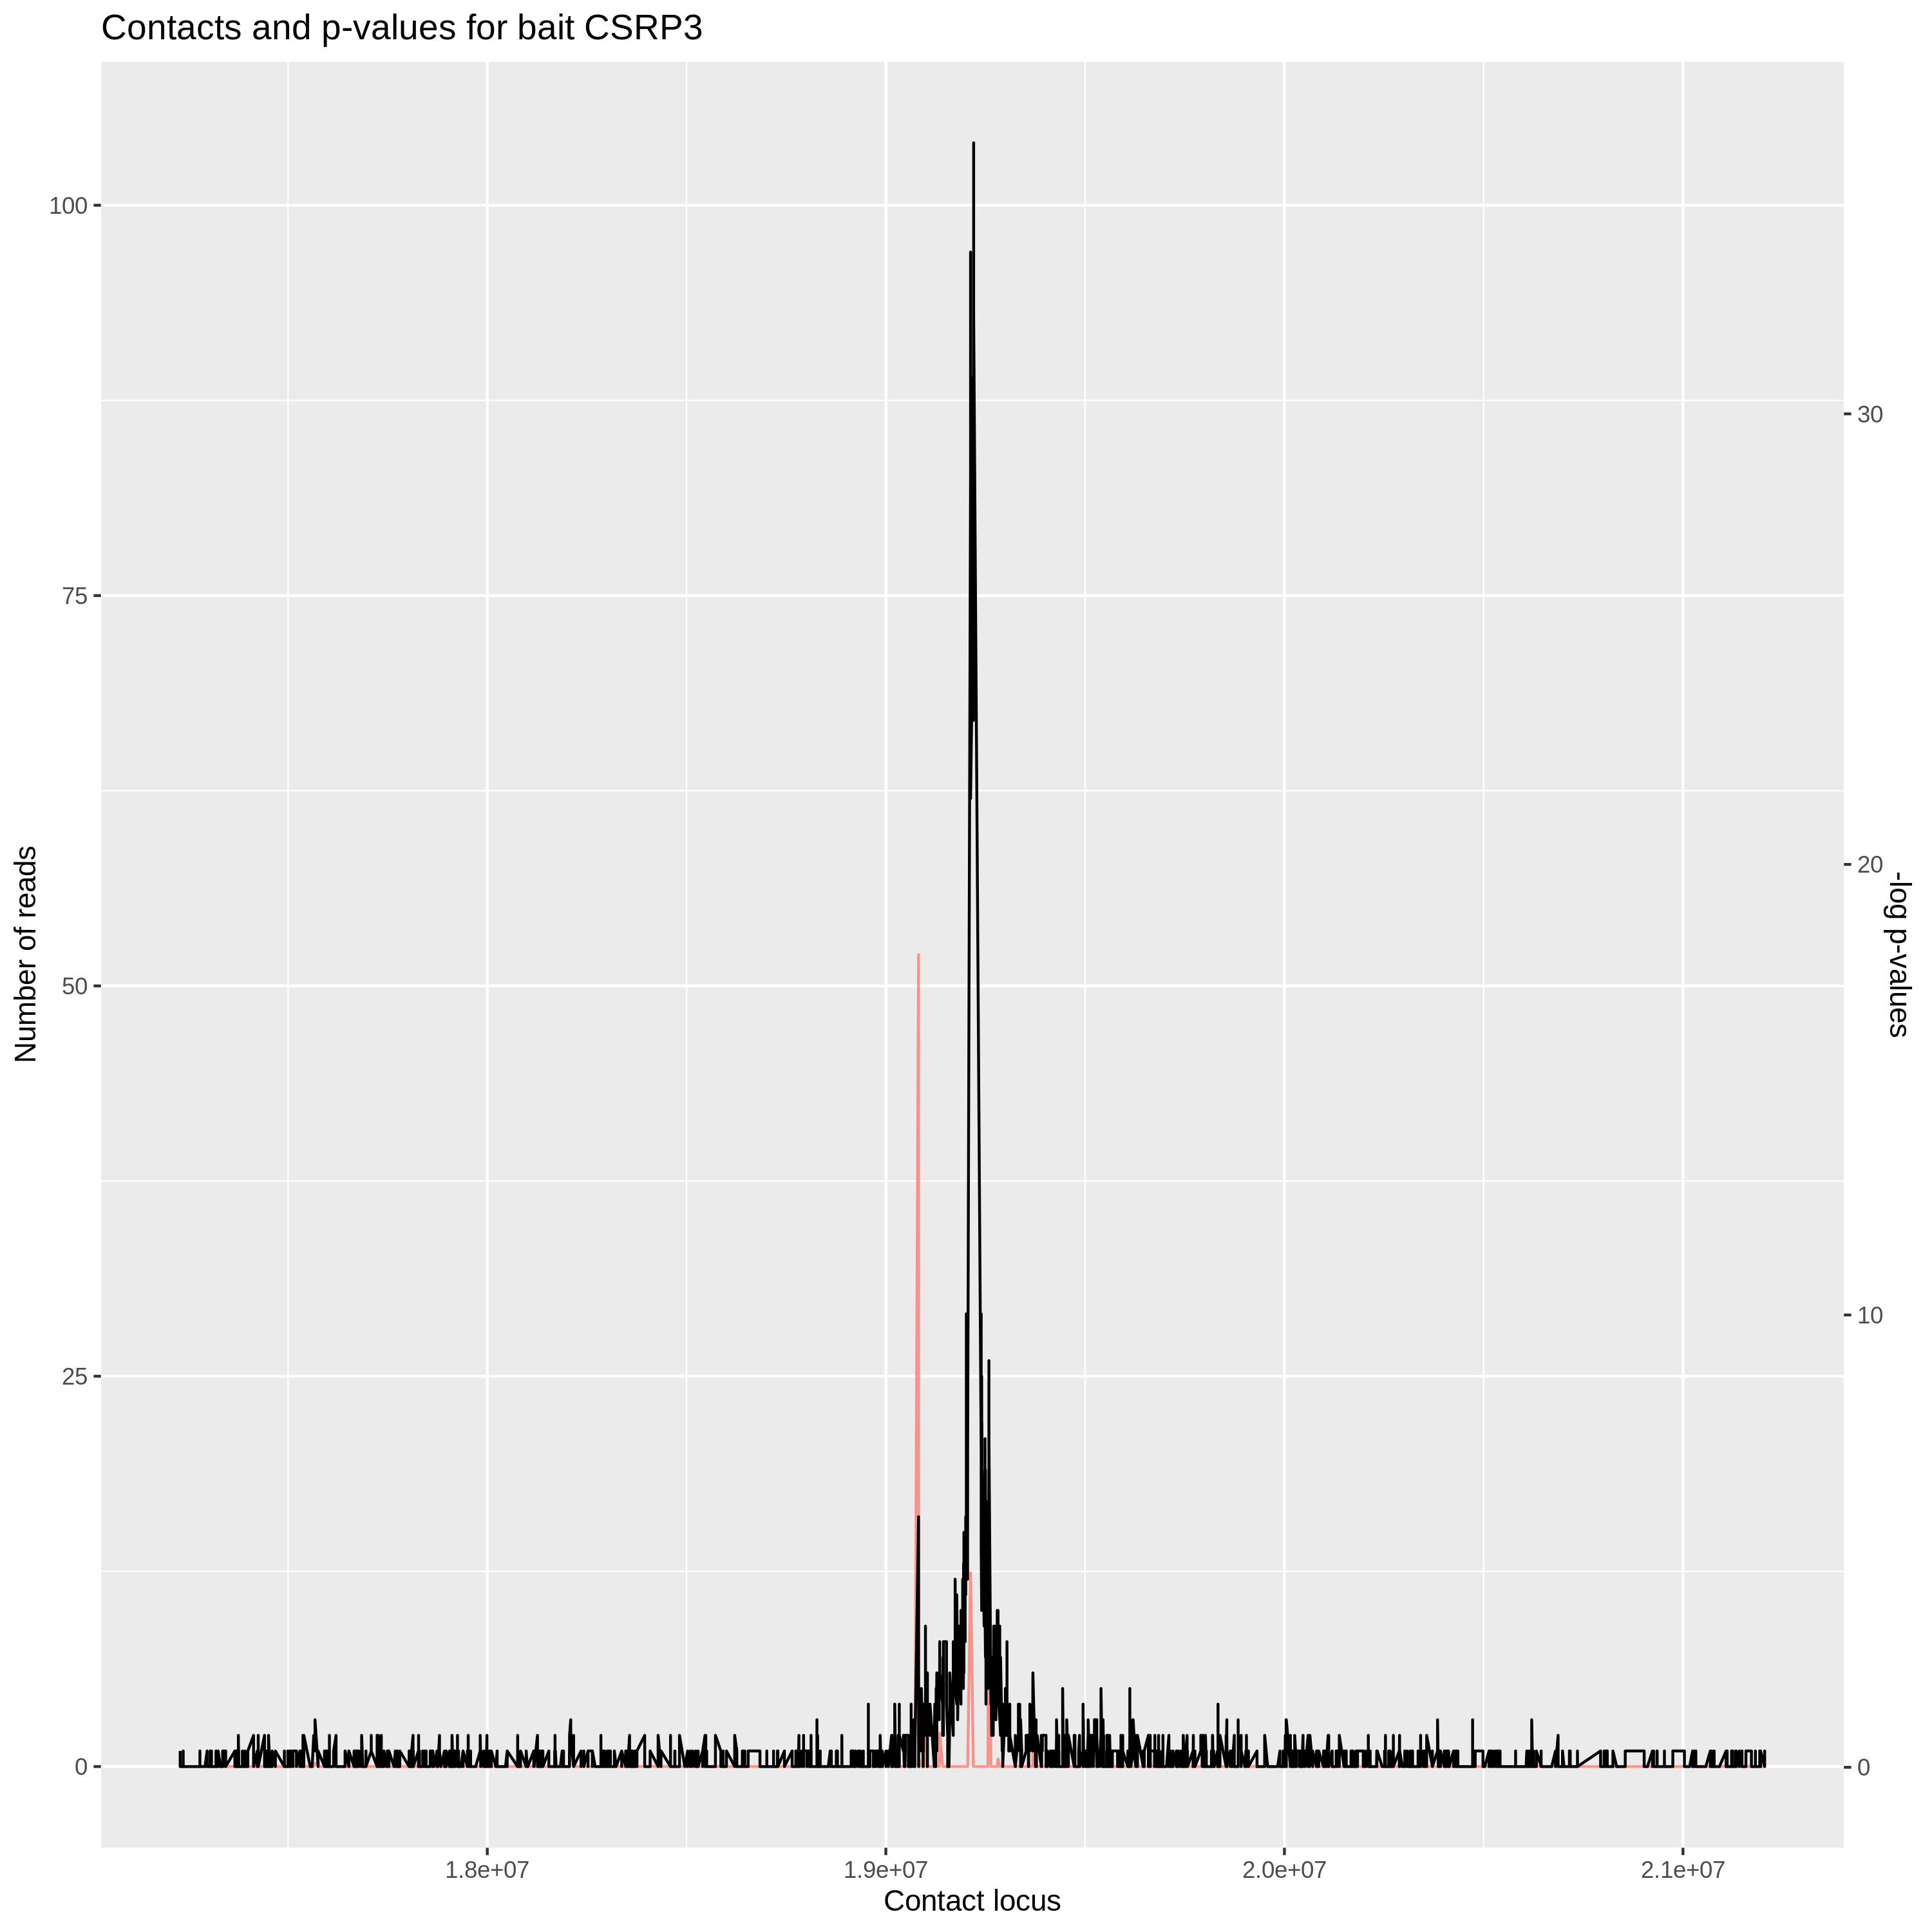 Contacts and p-values for bait CSRP3
100
75
50
25
0
Number of reads
30
20
10
0
-log p-values
1.8e+07
1.9e+07
2.0e+07
2.1e+07
Contact locus